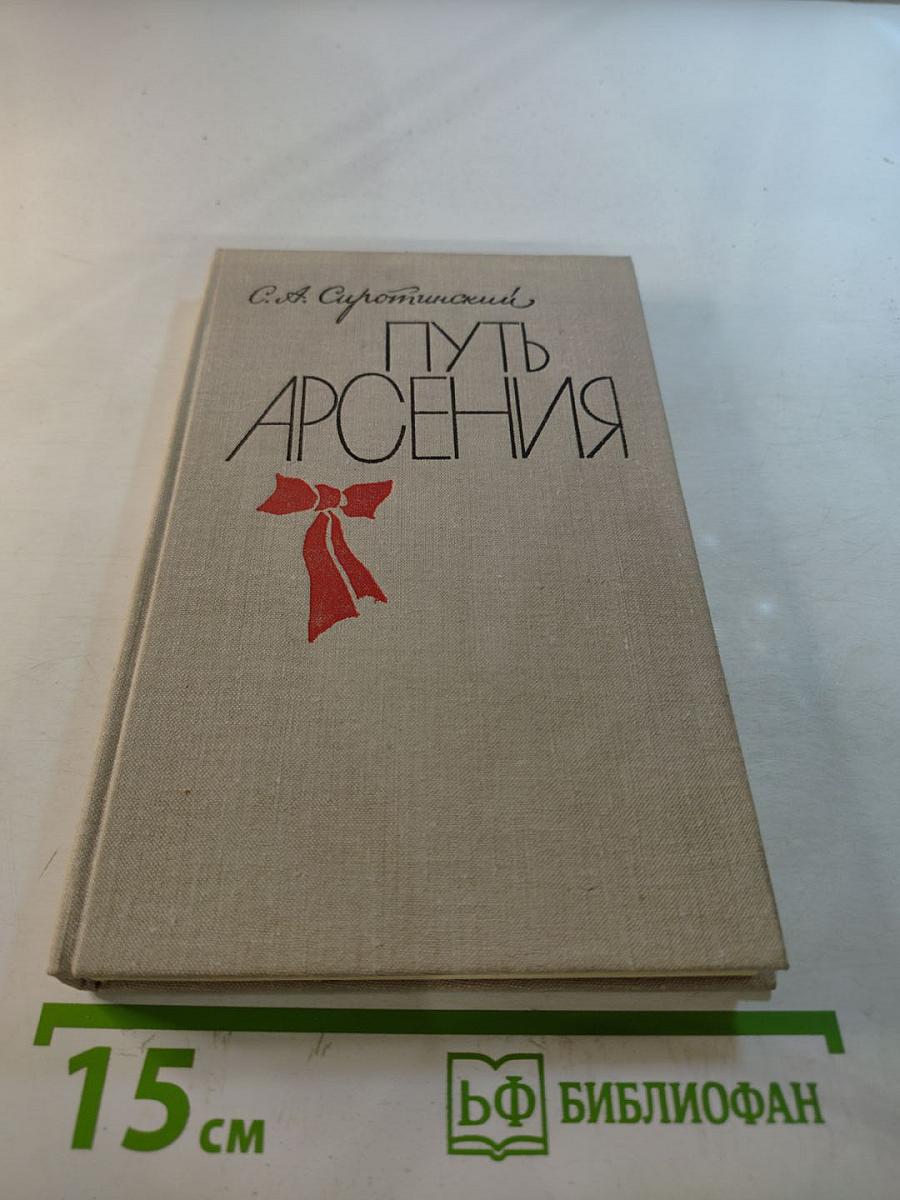 С. А. Сиротинский
ПУТЬ
АРСЕНИЯ
15 см
ЬФ БИБЛИОФАН